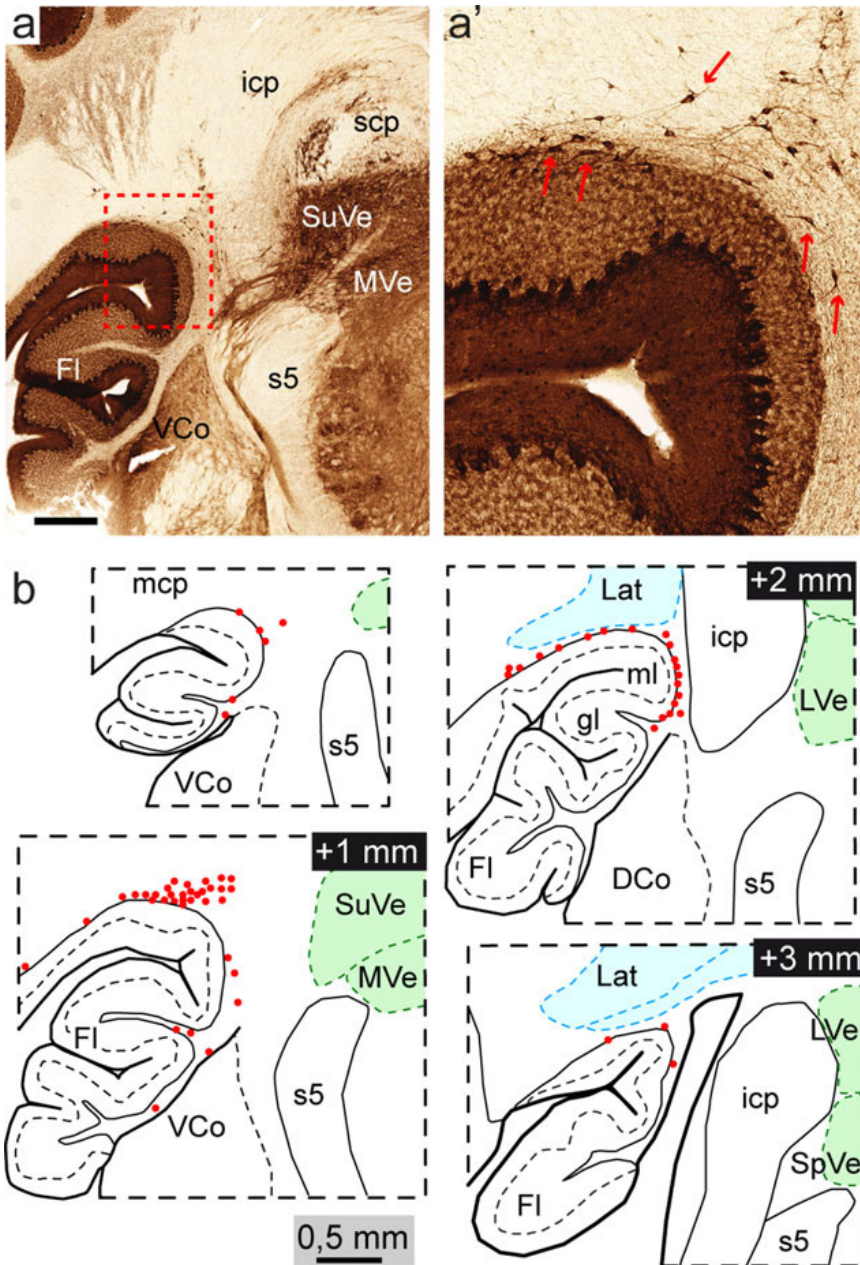 a
icp
scp
SuVe
MVe
Fl
s5
VCo
a'
b
mcp
VCo
s5
+2 mm
Lat
icp
ml
LVe
gl
Fl
DCo
s5
+1 mm
SuVe
MVe
Fl
s5
VCo
+3 mm
Lat
LVe
icp
SpVe
Fl
s5
0,5 mm